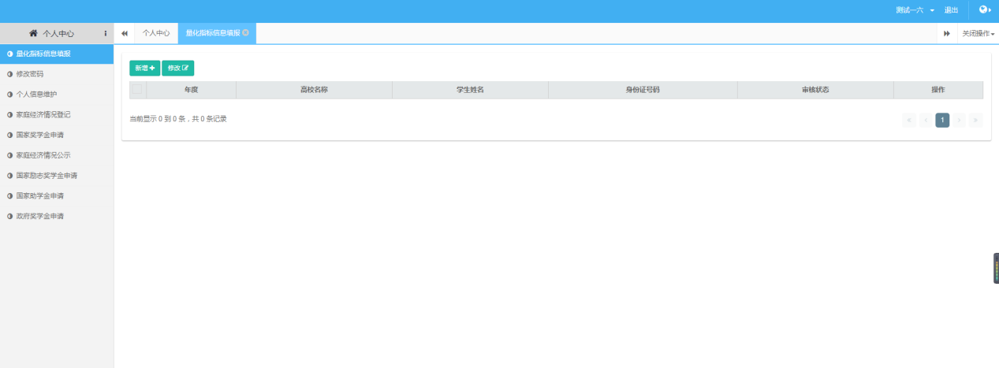 测试一六 退出
个人中心
个人中心 量化指标信息填报 关闭操作
量化指标信息填报
修改密码
个人信息维护
家庭经济情况登记
国家奖学金申请
家庭经济情况公示
国家励志奖学金申请
国家助学金申请
政府奖学金申请
新增 修改
年度 高校名称 学生姓名 身份证号码 审核状态 操作
当前显示 0 到 0 条，共 0 条记录
« ‹ 1 › »